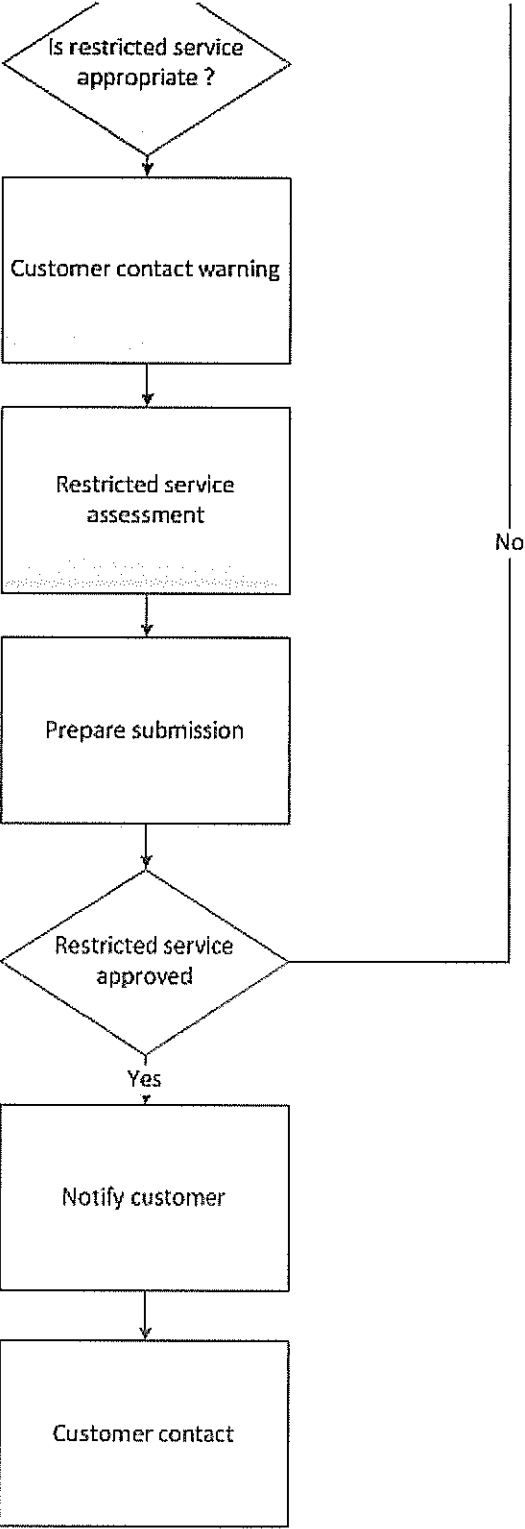 Is restricted service
appropriate ?
Customer contact warning
Restricted service
assessment
No
Prepare submission
Restricted service
approved
Yes
Notify customer
Customer contact